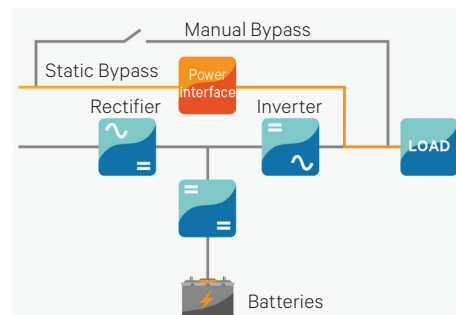 Manual Bypass
Static Bypass
Power
interface
Rectifier
Inverter
LOAD
Batteries